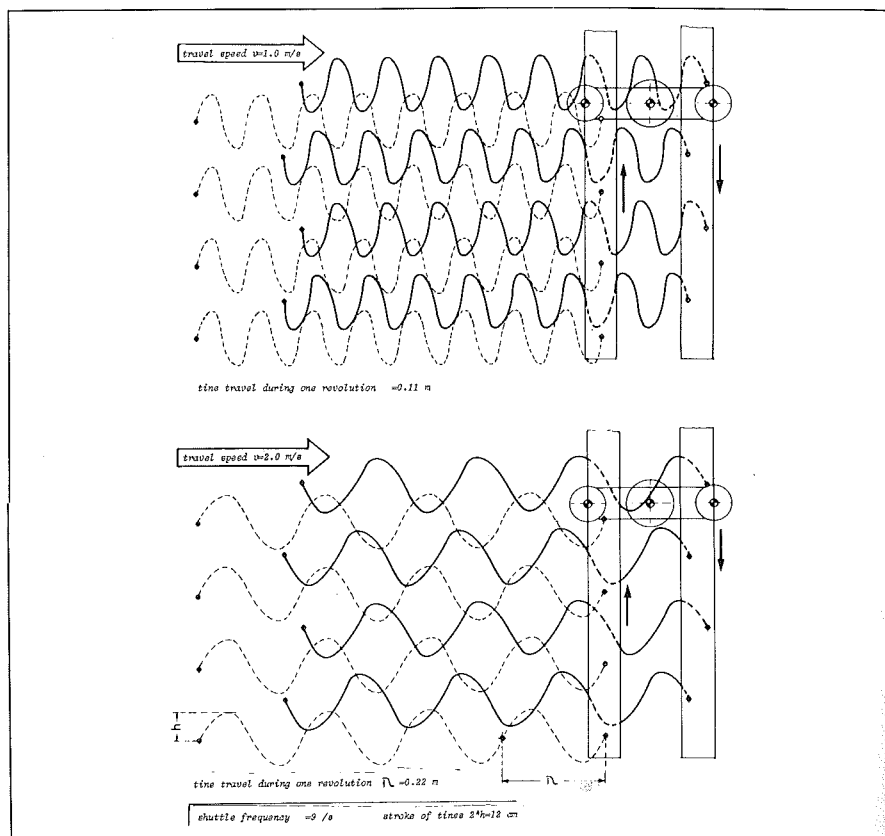 travel speed v=1.0 m/s
tine travel during one revolution =0.11 m
travel speed v=2.0 m/s
h
tine travel during one revolution λ =0.22 m
λ
shuttle frequency =9 /s stroke of tines 2*h=12 cm